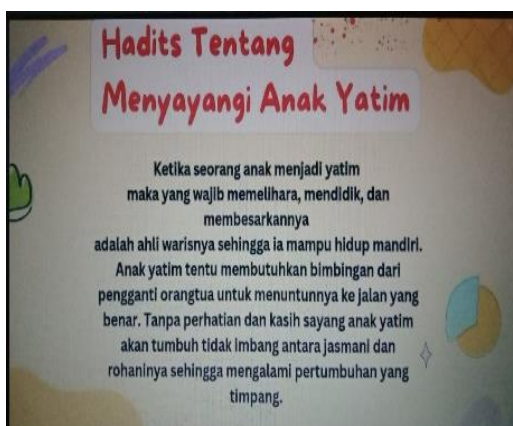 Hadits Tentang
Menyayangi Anak Yatim
Ketika seorang anak menjadi yatim
maka yang wajib memelihara, mendidik, dan
membesarkannya
adalah ahli warisnya sehingga ia mampu hidup mandiri.
Anak yatim tentu membutuhkan bimbingan dari
pengganti orangtua untuk menuntunnya ke jalan yang
benar. Tanpa perhatian dan kasih sayang anak yatim
akan tumbuh tidak imbang antara jasmani dan
rohaninya sehingga mengalami pertumbuhan yang
timpang.